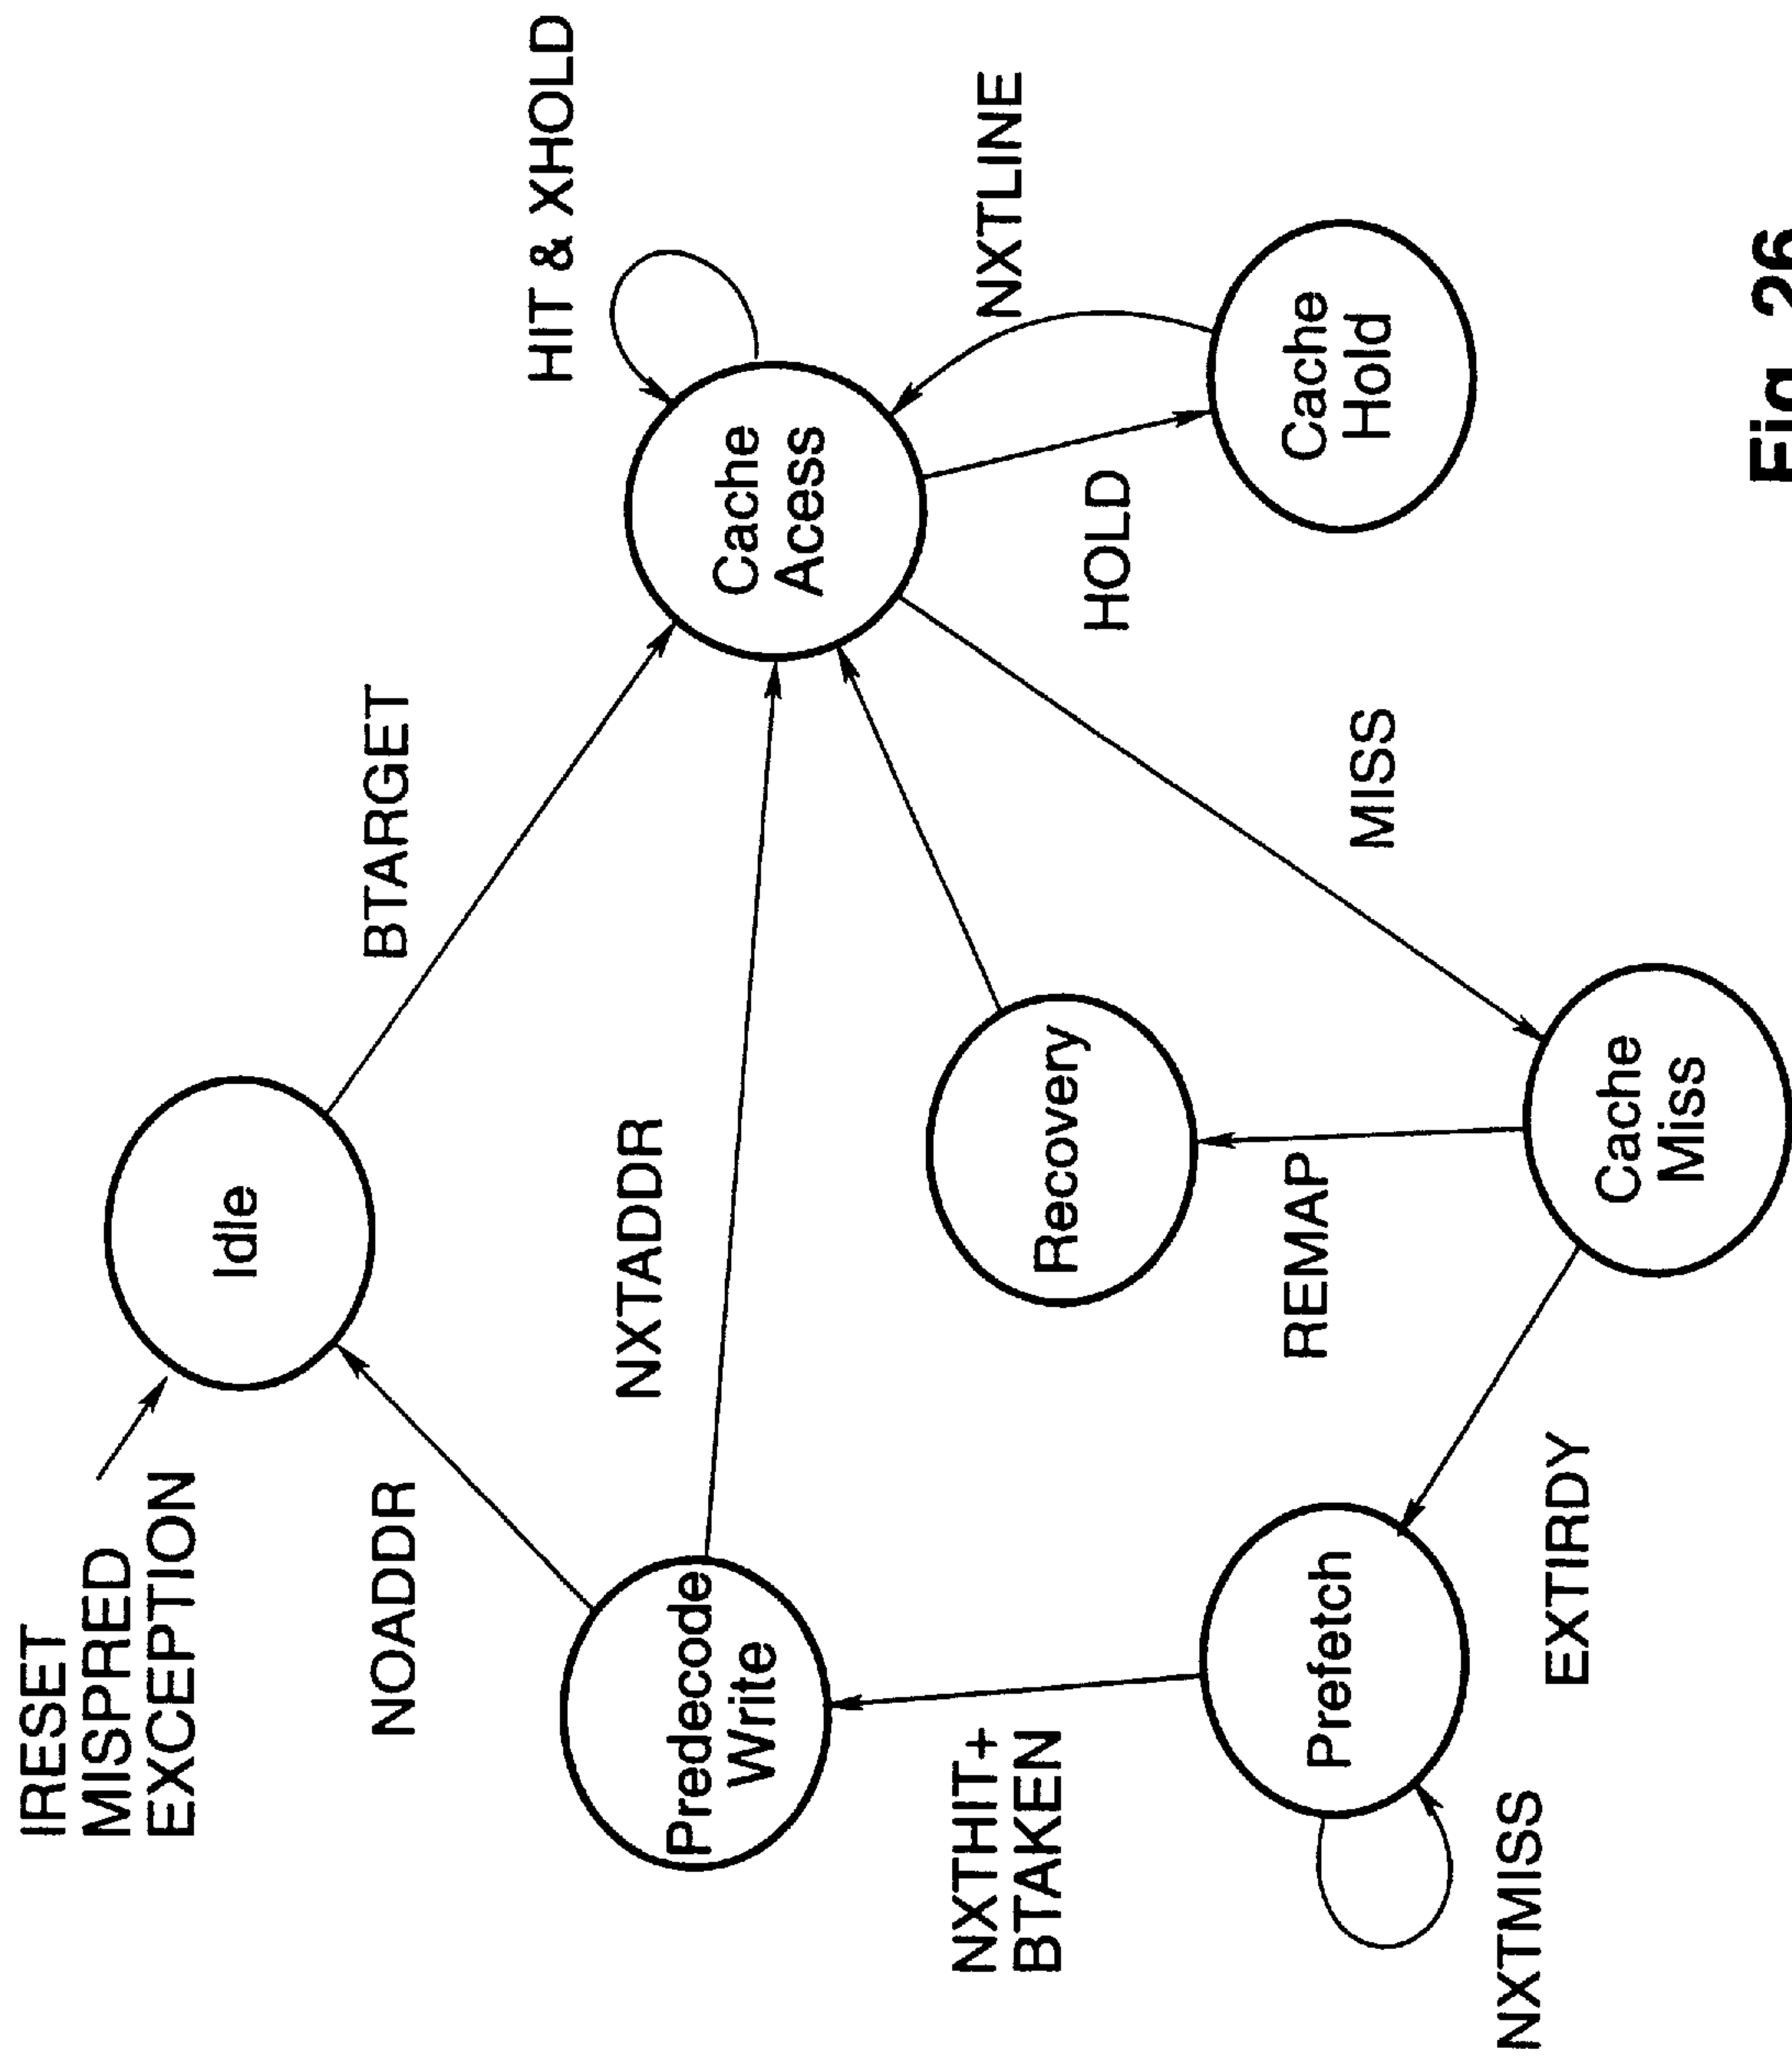 IRESET
MISPRED
EXCEPTION
Idle
NOADDR
BTARGET
HIT & XHOLD
Predecode
Write
NXTADDR
Cache
Acess
NXTLINE
NXTHIT+
BTAKEN
Recovery
HOLD
Prefetch
REMAP
MISS
Cache
Hold
NXTMISS
EXTIRDY
Cache
Miss
Fig. 26